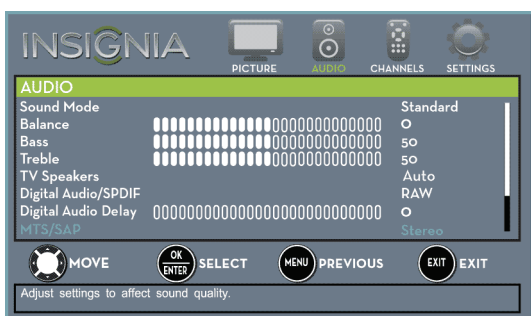 INSIGNIA
PICTURE AUDIO CHANNELS SETTINGS
AUDIO
Sound Mode Standard
Balance 0
Bass 50
Treble 50
TV Speakers Auto
Digital Audio/SPDIF RAW
Digital Audio Delay 0
MTS/SAP Stereo
MOVE OK ENTER SELECT MENU PREVIOUS EXIT EXIT
Adjust settings to affect sound quality.